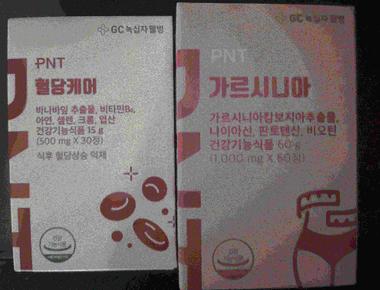 GC녹십자웰빙
PNT
혈당케어
바나바잎 추출물, 비타민B₆,
아연, 셀렌, 크롬, 엽산
건강기능식품 15 g
(500 mg X 30정)
식후 혈당상승 억제
GC녹십자웰빙
PNT
가르시니아
가르시니아캄보지아추출물,
나이아신, 판토텐산, 비오틴
건강기능식품 60 g
(1,000 mg X 60정)